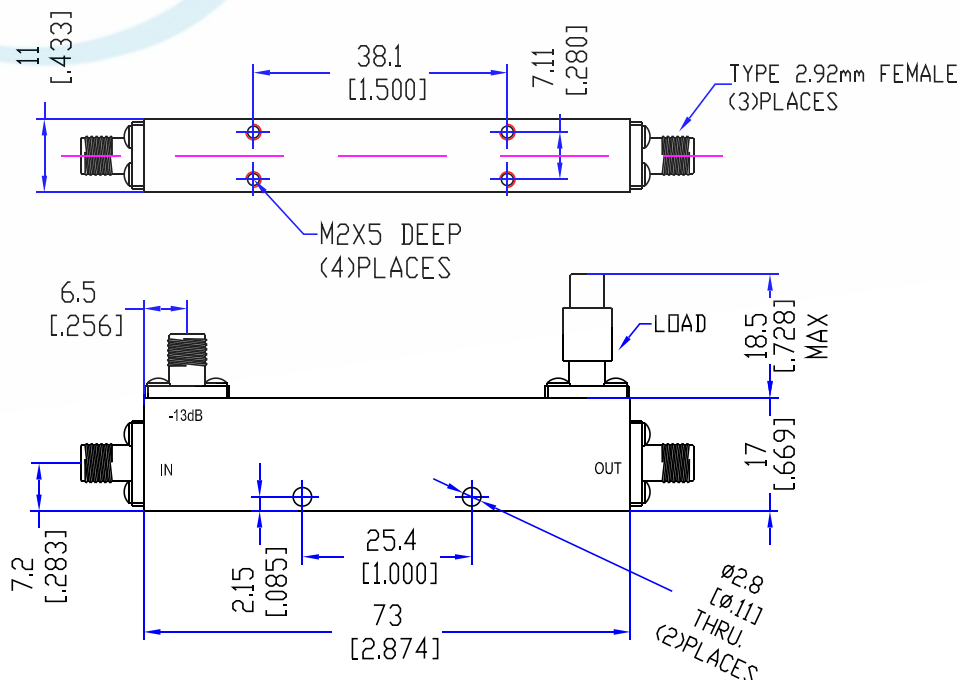 11
[.433]
38.1
[1.500]
7.11
[.280]
TYPE 2.92mm FEMALE
(3)PLACES
M2X5 DEEP
(4)PLACES
6.5
[.256]
LOAD
18.5
[.728]
MAX
-13dB
IN
OUT
17
[.669]
7.2
[.283]
2.15
[.085]
25.4
[1.000]
ø2.8
[ø.11]
THRU.
(2)PLACES
73
[2.874]